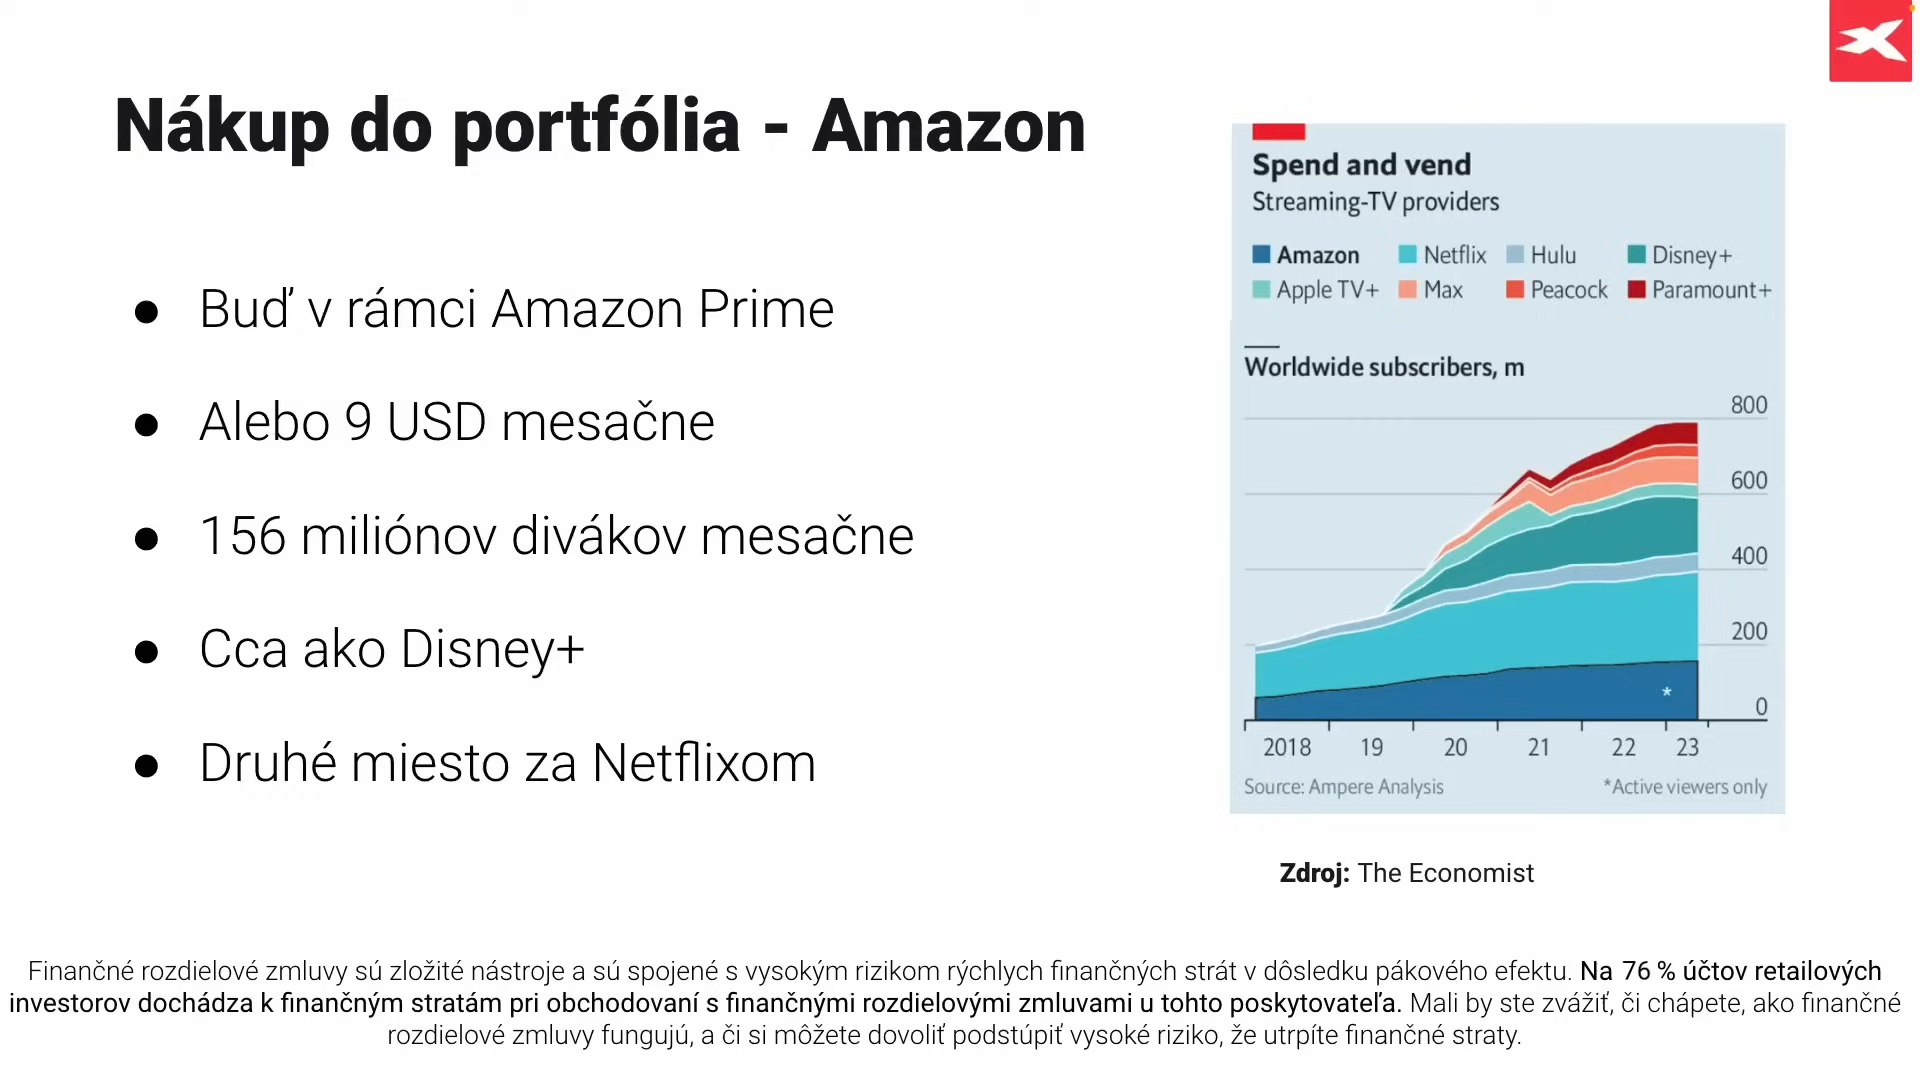 Nákup do portfólia - Amazon
● Buď v rámci Amazon Prime
● Alebo 9 USD mesačne
● 156 miliónov divákov mesačne
● Cca ako Disney+
● Druhé miesto za Netflixom
Spend and vend
Streaming-TV providers
Amazon Netflix Hulu Disney+
Apple TV+ Max Peacock Paramount+
Worldwide subscribers, m
800
600
400
200
0
*
2018 19 20 21 22 23
Source: Ampere Analysis *Active viewers only
Zdroj: The Economist
Finančné rozdielové zmluvy sú zložité nástroje a sú spojené s vysokým rizikom rýchlych finančných strát v dôsledku pákového efektu. Na 76 % účtov retailových
investorov dochádza k finančným stratám pri obchodovaní s finančnými rozdielovými zmluvami u tohto poskytovateľa. Mali by ste zvážiť, či chápete, ako finančné
rozdielové zmluvy fungujú, a či si môžete dovoliť podstúpiť vysoké riziko, že utrpíte finančné straty.